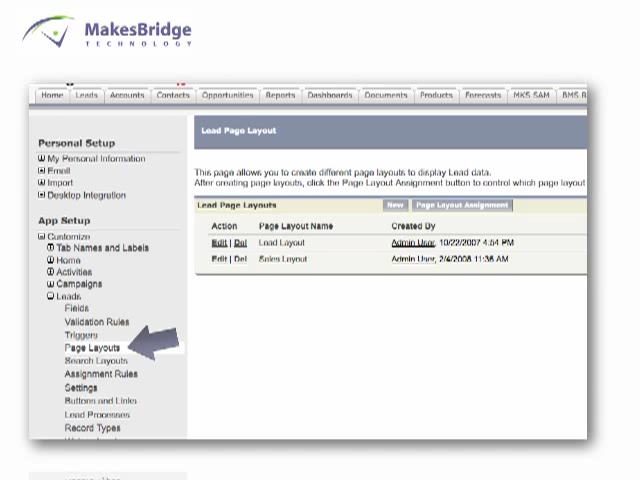 MakesBridge
TECHNOLOGY
Home Leads Accounts Contacts Opportunities Reports Dashboards Documents Products Forecasts MKS SAM BMS R
Lead Page Layout
Personal Setup
My Personal Information
Email
Import
Desktop Integration
This page allows you to create different page layouts to display Lead data.
After creating page layouts, click the Page Layout Assignment button to control which page layout
Lead Page Layouts New Page Layout Assignment
Action Page Layout Name Created By
Edit | Del Lead Layout Admin User, 10/22/2007 4:54 PM
Edit | Del Sales Layout Admin User, 2/4/2008 11:36 AM
App Setup
Customize
Tab Names and Labels
Home
Activities
Campaigns
Leads
Fields
Validation Rules
Triggers
Page Layouts
Search Layouts
Assignment Rules
Settings
Buttons and Links
Lead Processes
Record Types